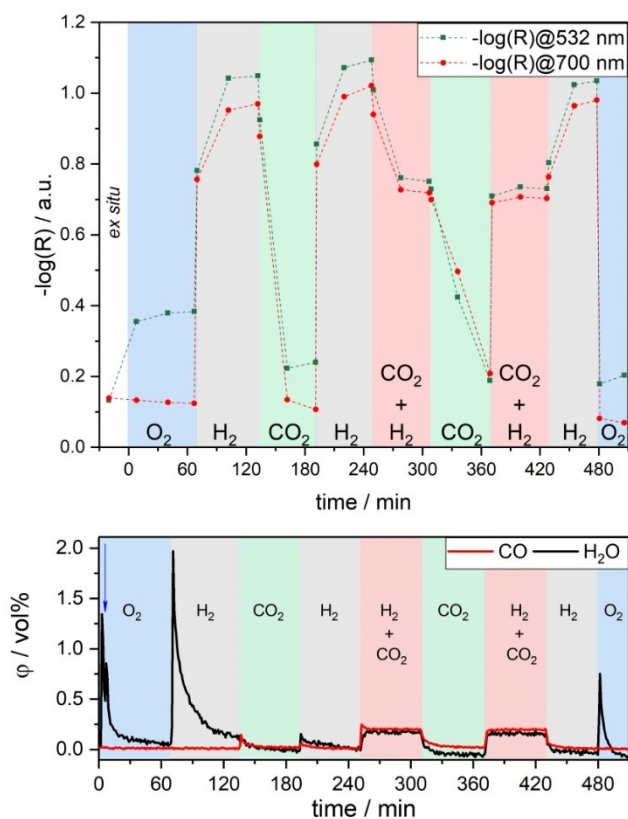 1.2
-log(R)@532 nm
-log(R)@700 nm
1.0
0.8
0.6
0.4
0.2
0.0
-log(R) / a.u.
ex situ
O₂
H₂
CO₂
H₂
CO₂
+
H₂
CO₂
CO₂
+
H₂
H₂
O₂
0 60 120 180 240 300 360 420 480
time / min
2.0
1.5
1.0
0.5
0.0
φ / vol%
CO H₂O
O₂
H₂
CO₂
H₂
H₂
+
CO₂
CO₂
H₂
+
CO₂
H₂
O₂
0 60 120 180 240 300 360 420 480
time / min